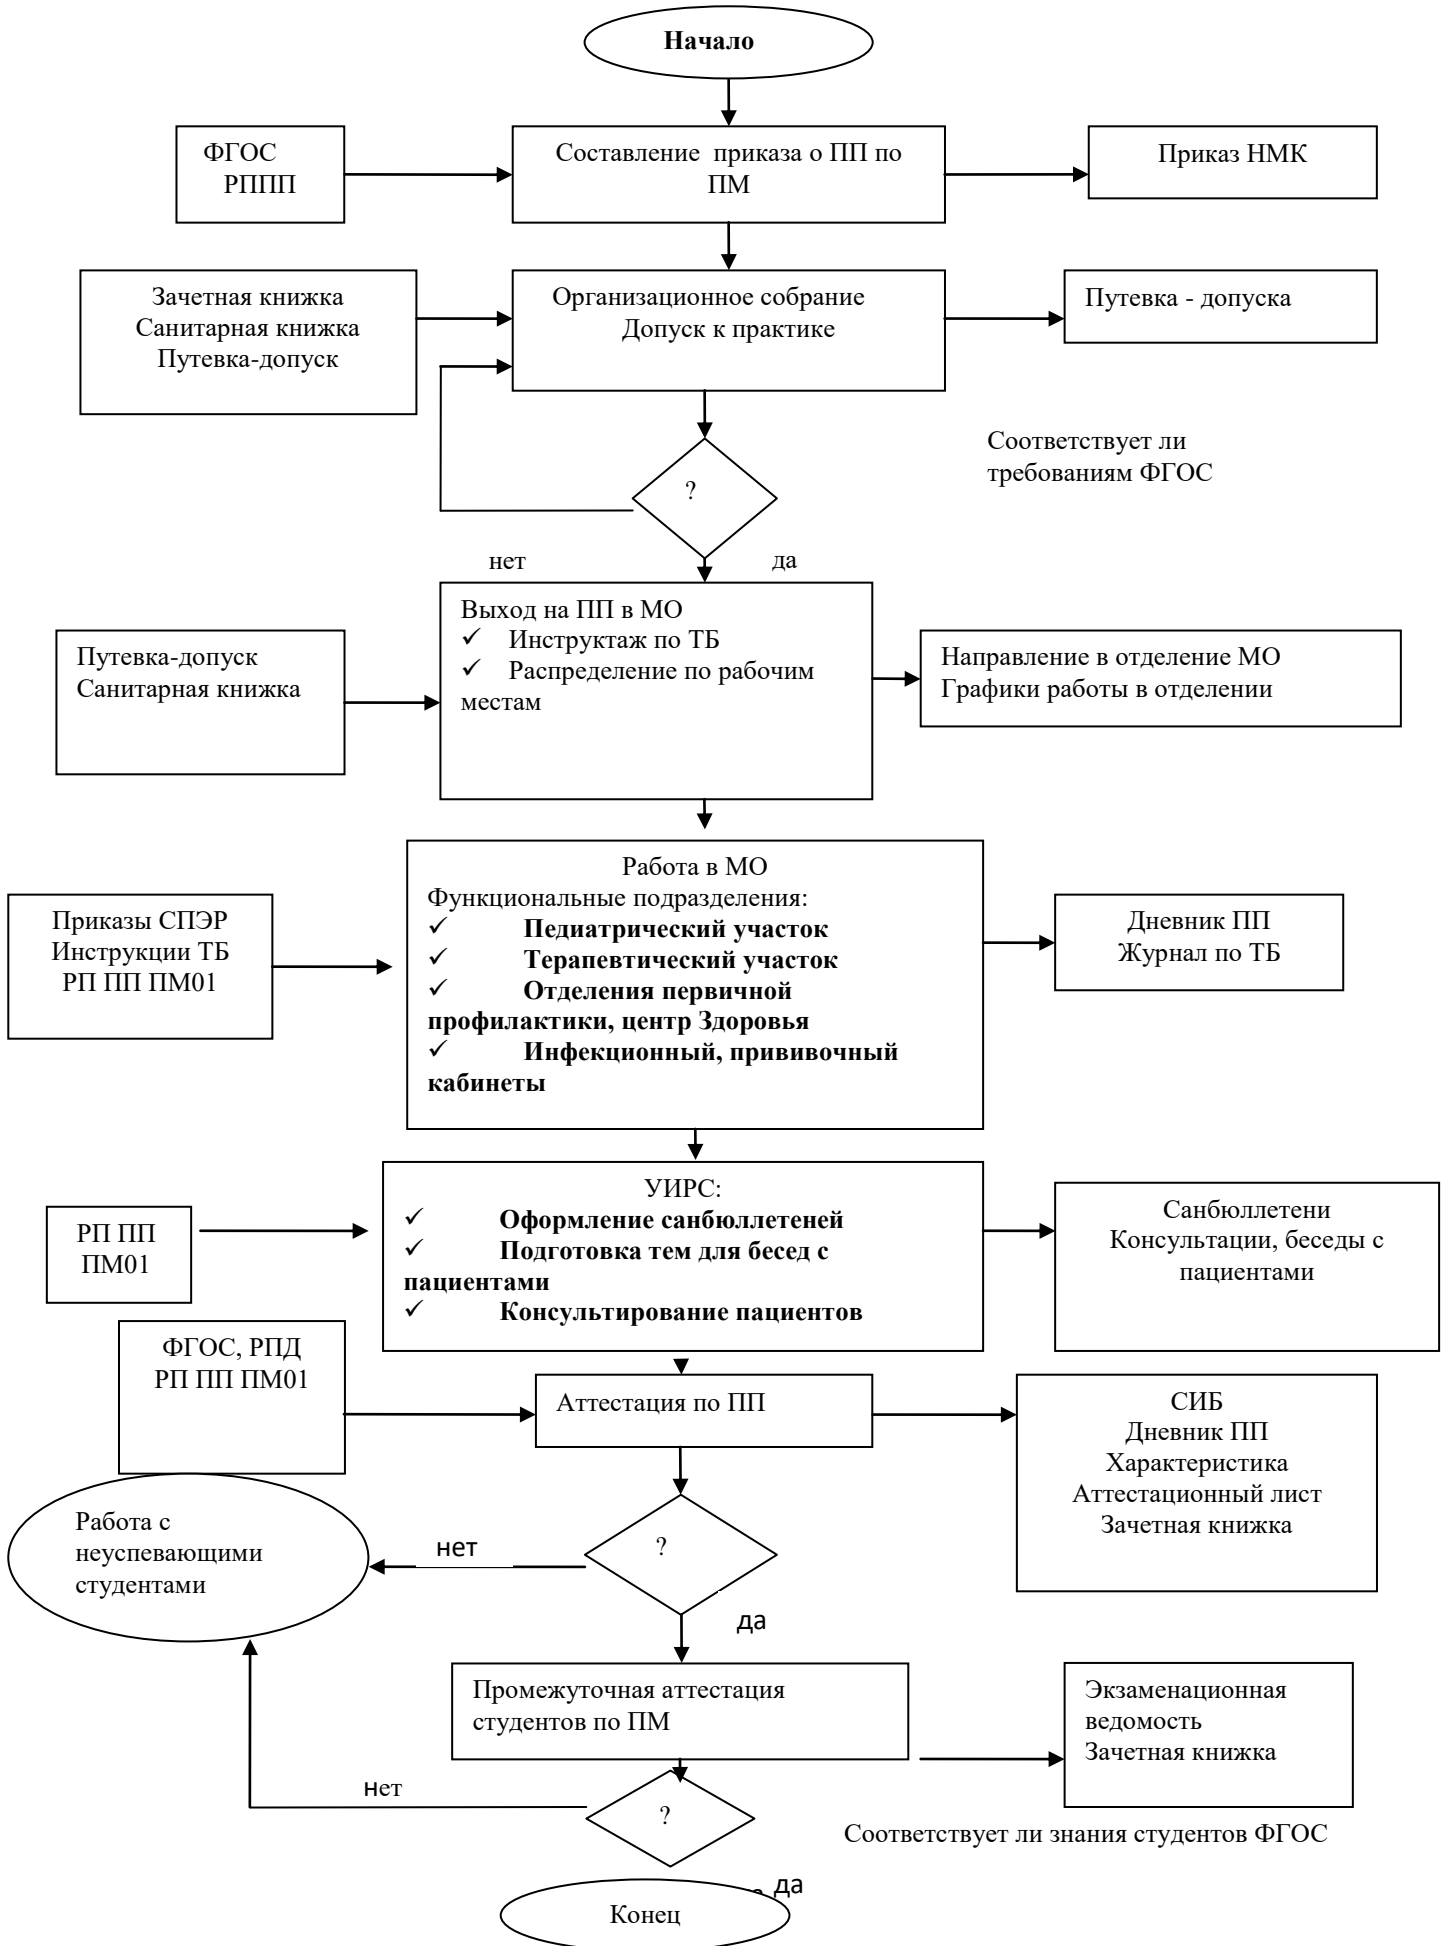 Начало
ФГОС
РППП
Составление приказа о ПП по
ПМ
Приказ НМК
Зачетная книжка
Санитарная книжка
Путевка-допуск
Организационное собрание
Допуск к практике
Путевка - допуска
?
Соответствует ли
требованиям ФГОС
нет
да
Путевка-допуск
Санитарная книжка
Выход на ПП в МО
✓ Инструктаж по ТБ
✓ Распределение по рабочим
местам
Направление в отделение МО
Графики работы в отделении
Приказы СПЭР
Инструкции ТБ
РП ПП ПМ01
Работа в МО
Функциональные подразделения:
✓ Педиатрический участок
✓ Терапевтический участок
✓ Отделения первичной
профилактики, центр Здоровья
✓ Инфекционный, прививочный
кабинеты
Дневник ПП
Журнал по ТБ
РП ПП
ПМ01
УИРС:
✓ Оформление санбюллетеней
✓ Подготовка тем для бесед с
пациентами
✓ Консультирование пациентов
Санбюллетени
Консультации, беседы с
пациентами
ФГОС, РПД
РП ПП ПМ01
Аттестация по ПП
СИБ
Дневник ПП
Характеристика
Аттестационный лист
Зачетная книжка
Работа с
неуспевающими
студентами
нет
?
да
Промежуточная аттестация
студентов по ПМ
Экзаменационная
ведомость
Зачетная книжка
нет
?
Соответствует ли знания студентов ФГОС
да
Конец